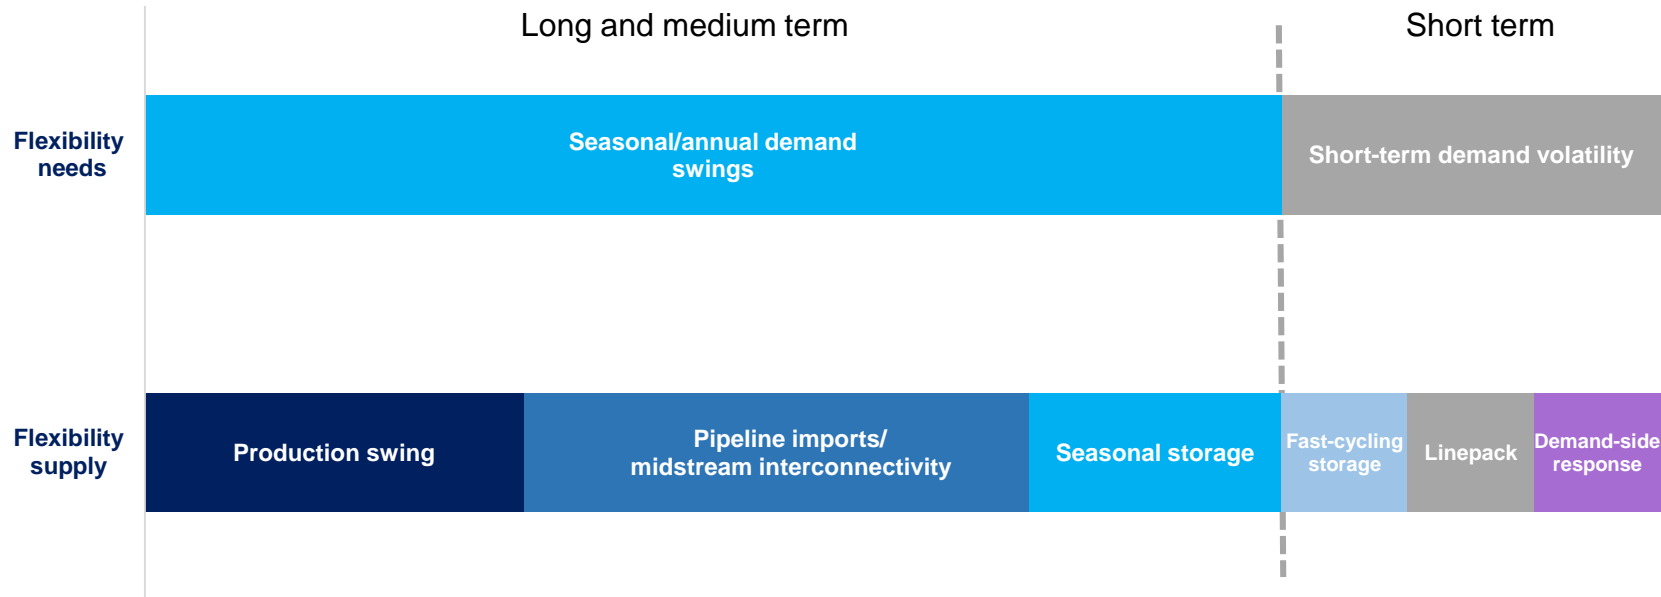 Long and medium term
Short term
Flexibility
needs
Seasonal/annual demand
swings
Short-term demand volatility
Flexibility
supply
Production swing
Pipeline imports/
midstream interconnectivity
Seasonal storage
Fast-cycling
storage
Linepack
Demand-side
response